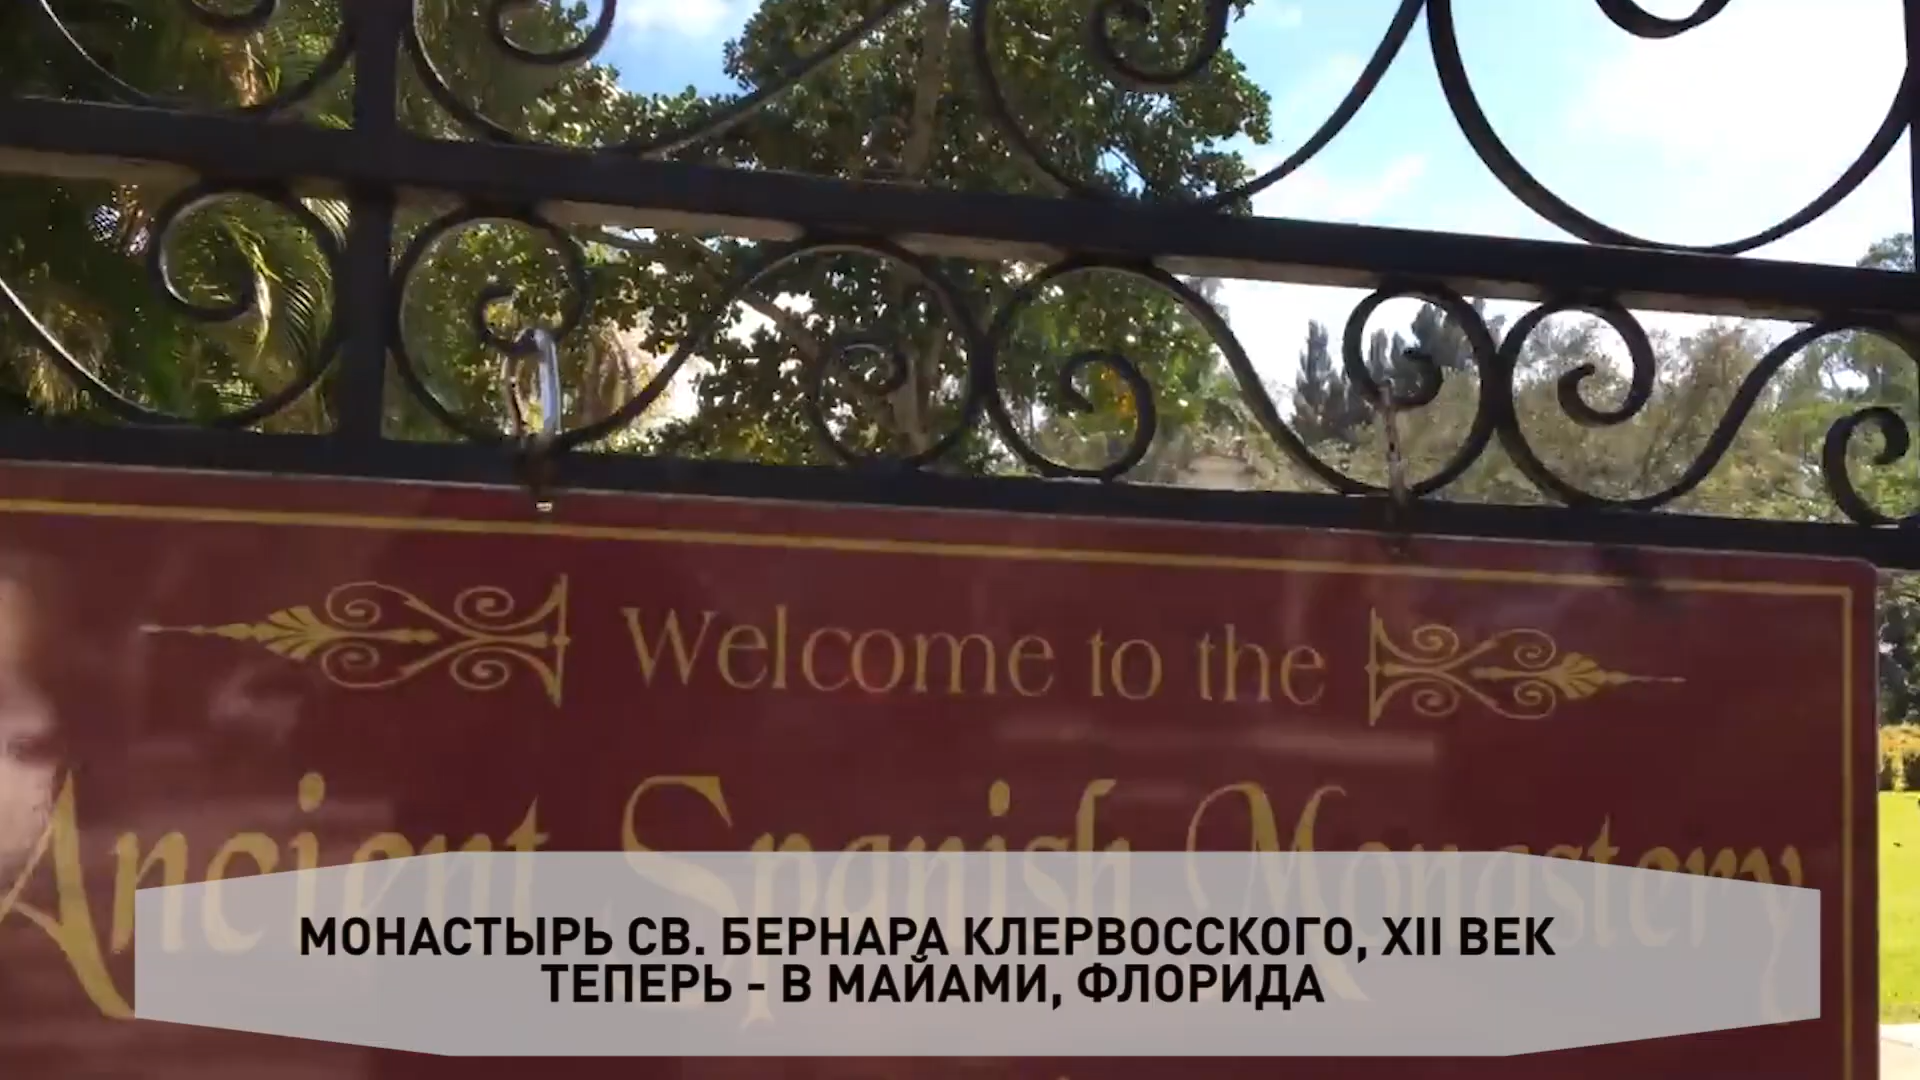 Welcome to the
Ancient Spanish Monastery
МОНАСТЫРЬ СВ. БЕРНАРА КЛЕРВОССКОГО, XII ВЕК
ТЕПЕРЬ - В МАЙАМИ, ФЛОРИДА